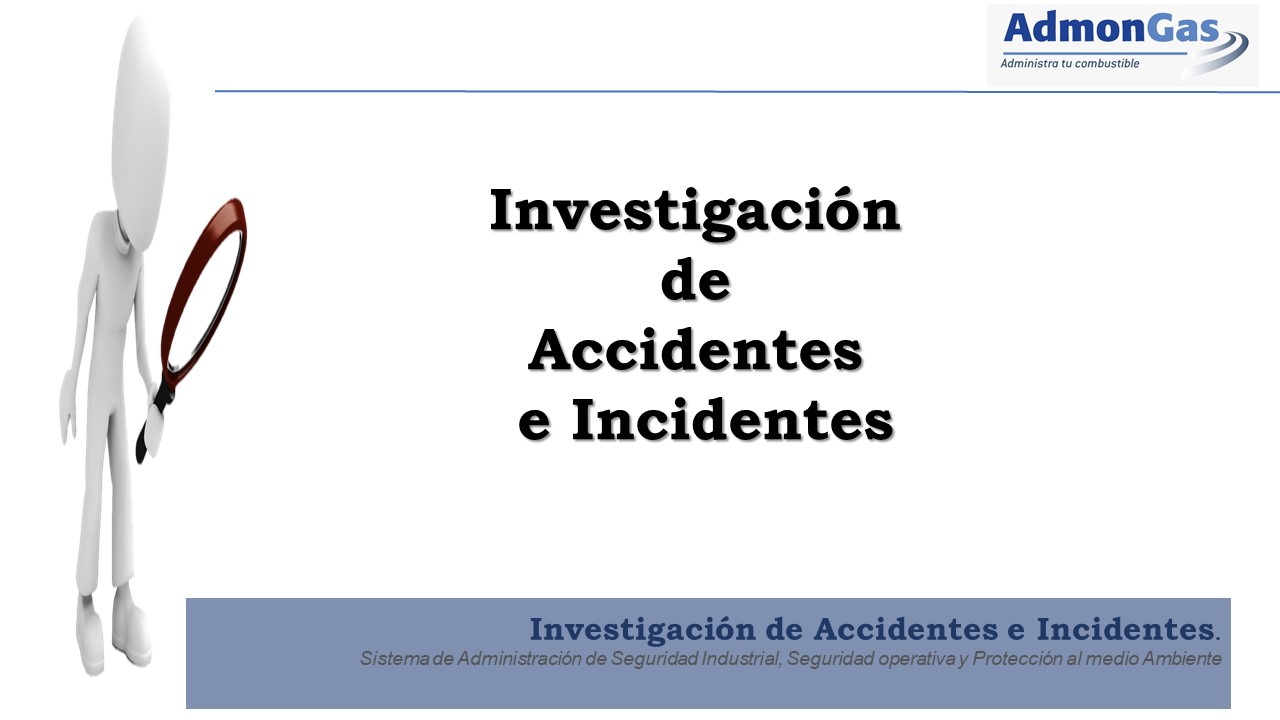 AdmonGas
Administra tu combustible
Investigación
de
Accidentes
e Incidentes
Investigación de Accidentes e Incidentes.
Sistema de Administración de Seguridad Industrial, Seguridad operativa y Protección al medio Ambiente